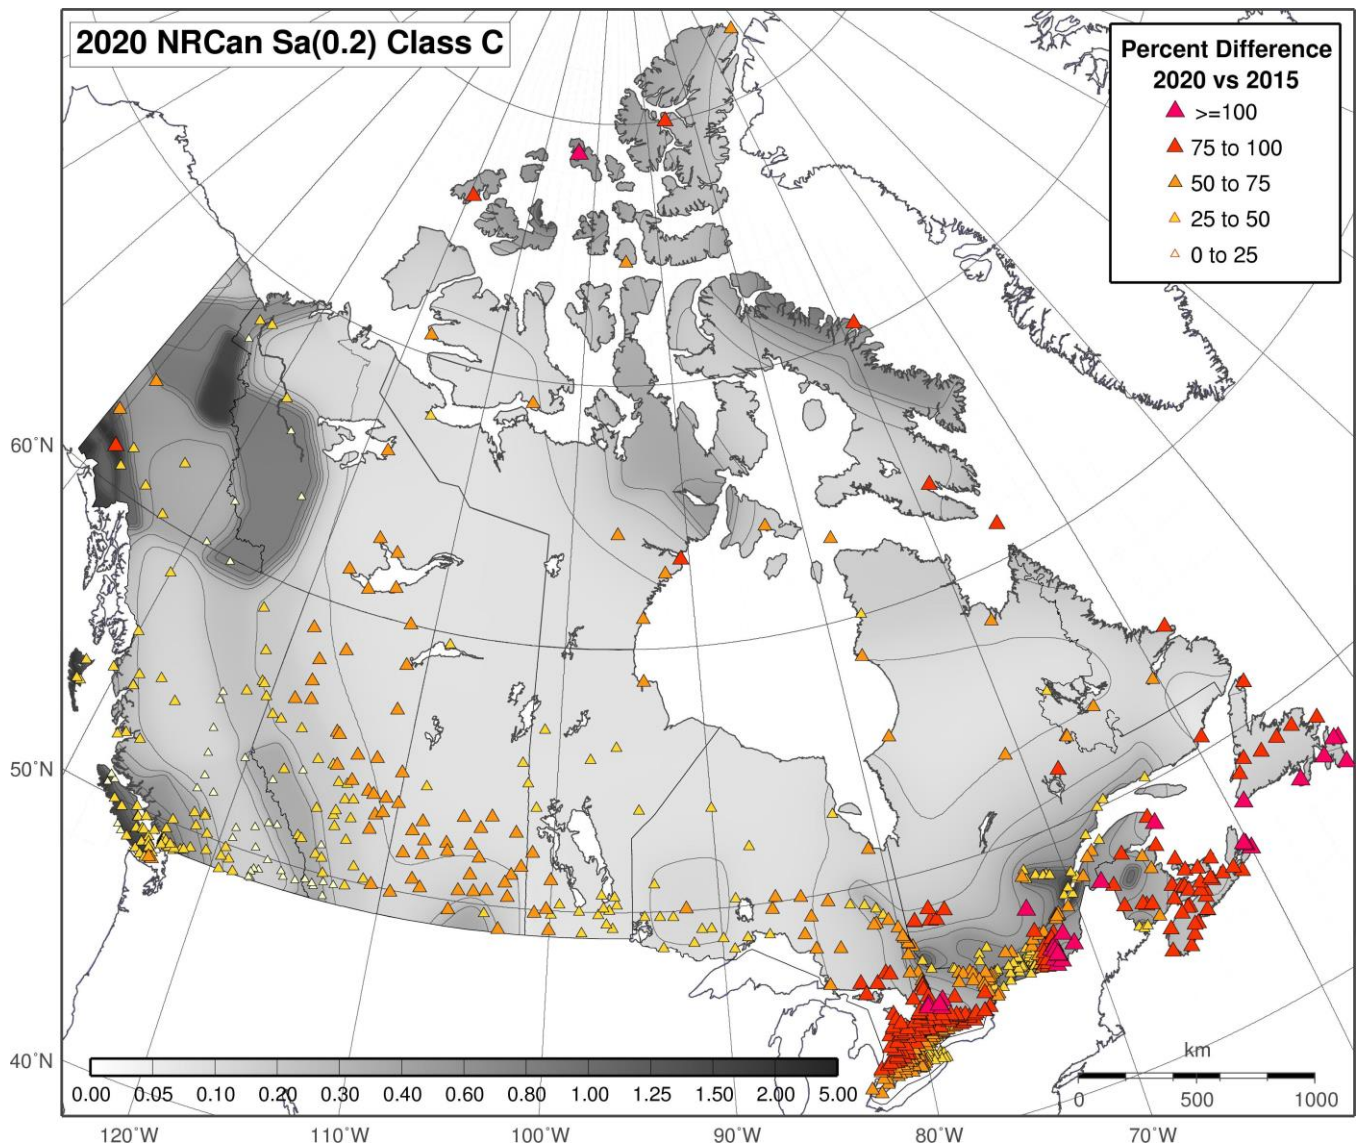 2020 NRCan Sa(0.2) Class C
Percent Difference
2020 vs 2015
>=100
75 to 100
50 to 75
25 to 50
0 to 25
60°N
50°N
40°N
0.00 0.05 0.10 0.20 0.30 0.40 0.60 0.80 1.00 1.25 1.50 2.00 5.00
km
0 500 1000
120°W 110°W 100°W 90°W 80°W 70°W